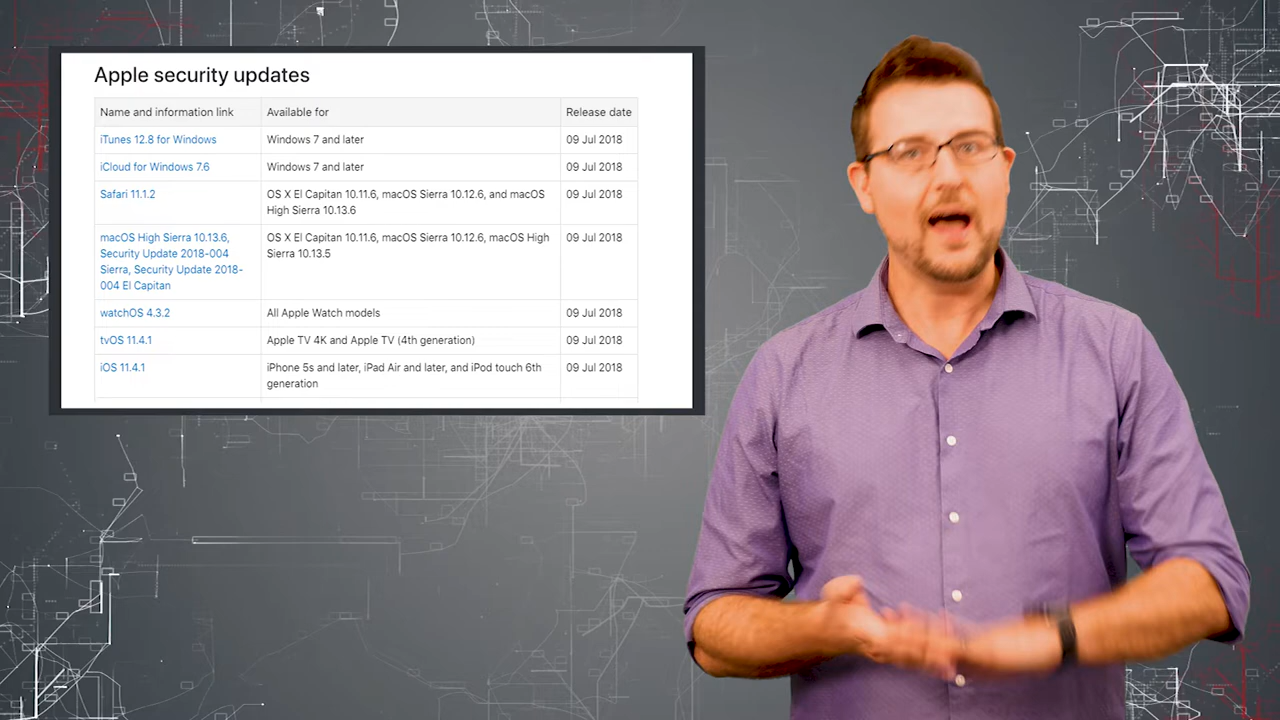 Apple security updates
Name and information link Available for Release date
iTunes 12.8 for Windows Windows 7 and later 09 Jul 2018
iCloud for Windows 7.6 Windows 7 and later 09 Jul 2018
Safari 11.1.2 OS X El Capitan 10.11.6, macOS Sierra 10.12.6, and macOS 09 Jul 2018
High Sierra 10.13.6
macOS High Sierra 10.13.6, OS X El Capitan 10.11.6, macOS Sierra 10.12.6, macOS High 09 Jul 2018
Security Update 2018-004 Sierra 10.13.5
Sierra, Security Update 2018-
004 El Capitan
watchOS 4.3.2 All Apple Watch models 09 Jul 2018
tvOS 11.4.1 Apple TV 4K and Apple TV (4th generation) 09 Jul 2018
iOS 11.4.1 iPhone 5s and later, iPad Air and later, and iPod touch 6th 09 Jul 2018
generation